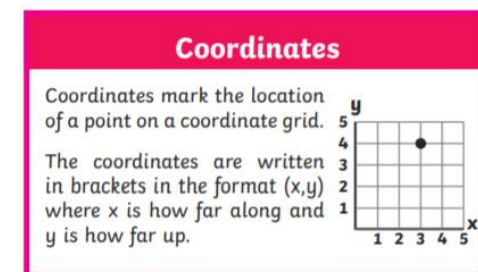 Coordinates
Coordinates mark the location
of a point on a coordinate grid.
The coordinates are written
in brackets in the format (x,y)
where x is how far along and
y is how far up.
y
5
4
3
2
1
x
1 2 3 4 5